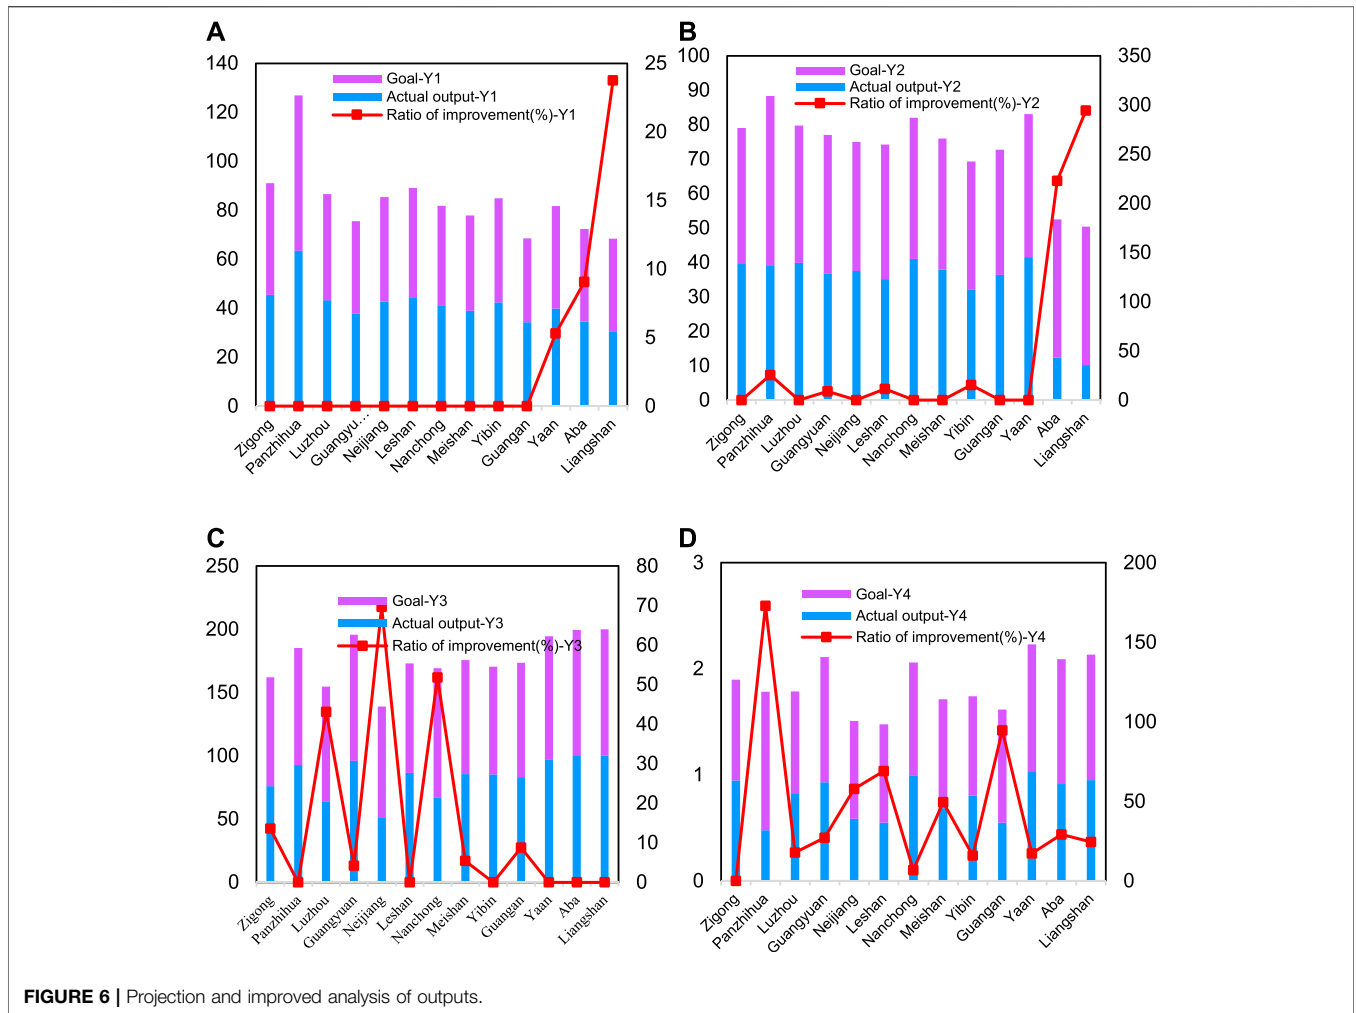 A
140
120
100
80
60
40
20
0
25
20
15
10
5
0
Goal-Y1
Actual output-Y1
Ratio of improvement(%)-Y1
Zigong
Panzhihua
Luzhou
Guangyu…
Neijiang
Leshan
Nanchong
Meishan
Yibin
Guangan
Yaan
Aba
Liangshan
B
100
90
80
70
60
50
40
30
20
10
0
350
300
250
200
150
100
50
0
Goal-Y2
Actual output-Y2
Ratio of improvement(%)-Y2
Zigong
Panzhihua
Luzhou
Guangyuan
Neijiang
Leshan
Nanchong
Meishan
Yibin
Guangan
Yaan
Aba
Liangshan
C
250
200
150
100
50
0
80
70
60
50
40
30
20
10
0
Goal-Y3
Actual output-Y3
Ratio of improvement(%)-Y3
Zigong
Panzhihua
Luzhou
Guangyuan
Neijiang
Leshan
Nanchong
Meishan
Yibin
Guangan
Yaan
Aba
Liangshan
D
3
2
1
0
200
150
100
50
0
Goal-Y4
Actual output-Y4
Ratio of improvement(%)-Y4
Zigong
Panzhihua
Luzhou
Guangyuan
Neijiang
Leshan
Nanchong
Meishan
Yibin
Guangan
Yaan
Aba
Liangshan
FIGURE 6 | Projection and improved analysis of outputs.